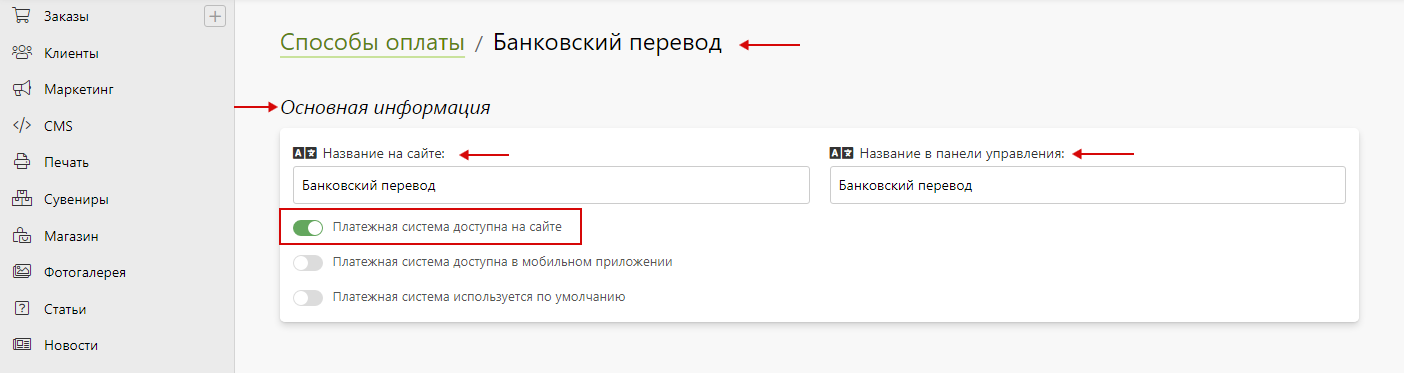 Заказы
Клиенты
Маркетинг
CMS
Печать
Сувениры
Магазин
Фотогалерея
Статьи
Новости
Способы оплаты / Банковский перевод
Основная информация
Название на сайте:
Банковский перевод
Название в панели управления:
Банковский перевод
Платежная система доступна на сайте
Платежная система доступна в мобильном приложении
Платежная система используется по умолчанию